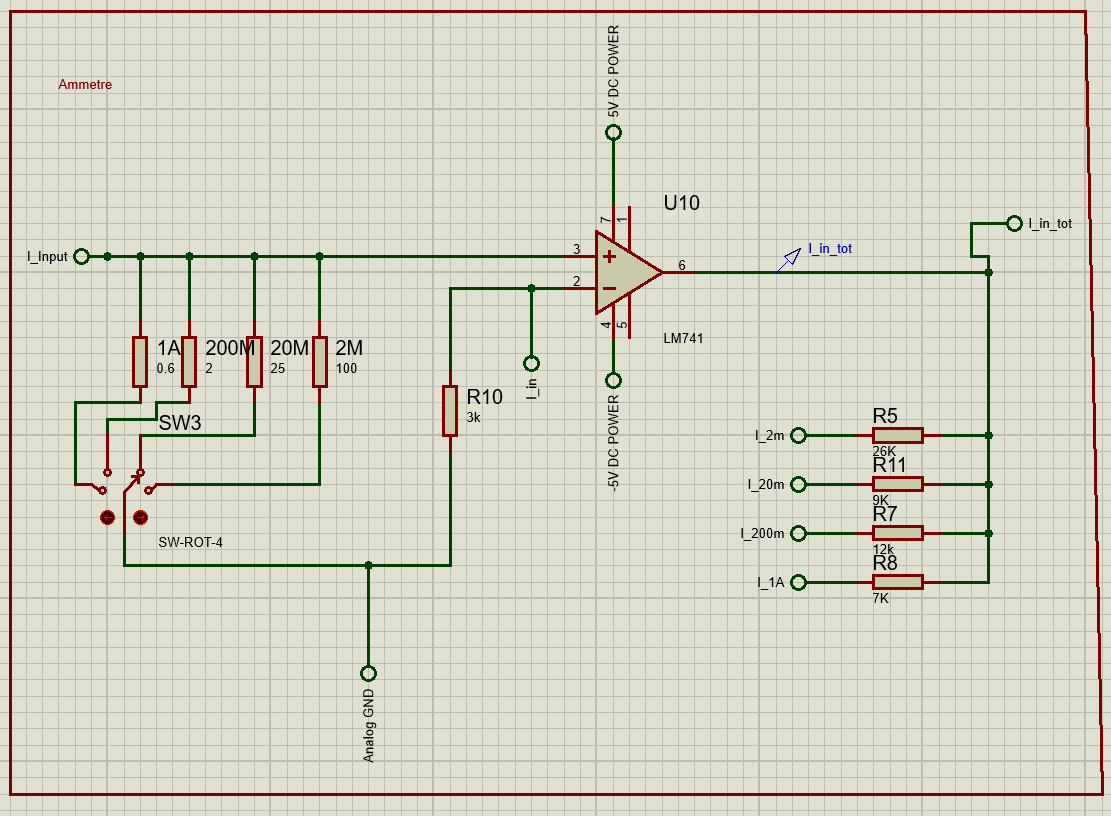 Ammetre
5V DC POWER
U10
7
1
I_Input
3
+
2
−
6
I_in_tot
I_in_tot
4
5
LM741
1A
0.6
200M
2
20M
25
2M
100
SW3
SW-ROT-4
R10
3k
I_in
-5V DC POWER
Analog GND
I_2m
R5
26K
I_20m
R11
9K
I_200m
R7
12k
I_1A
R8
7K